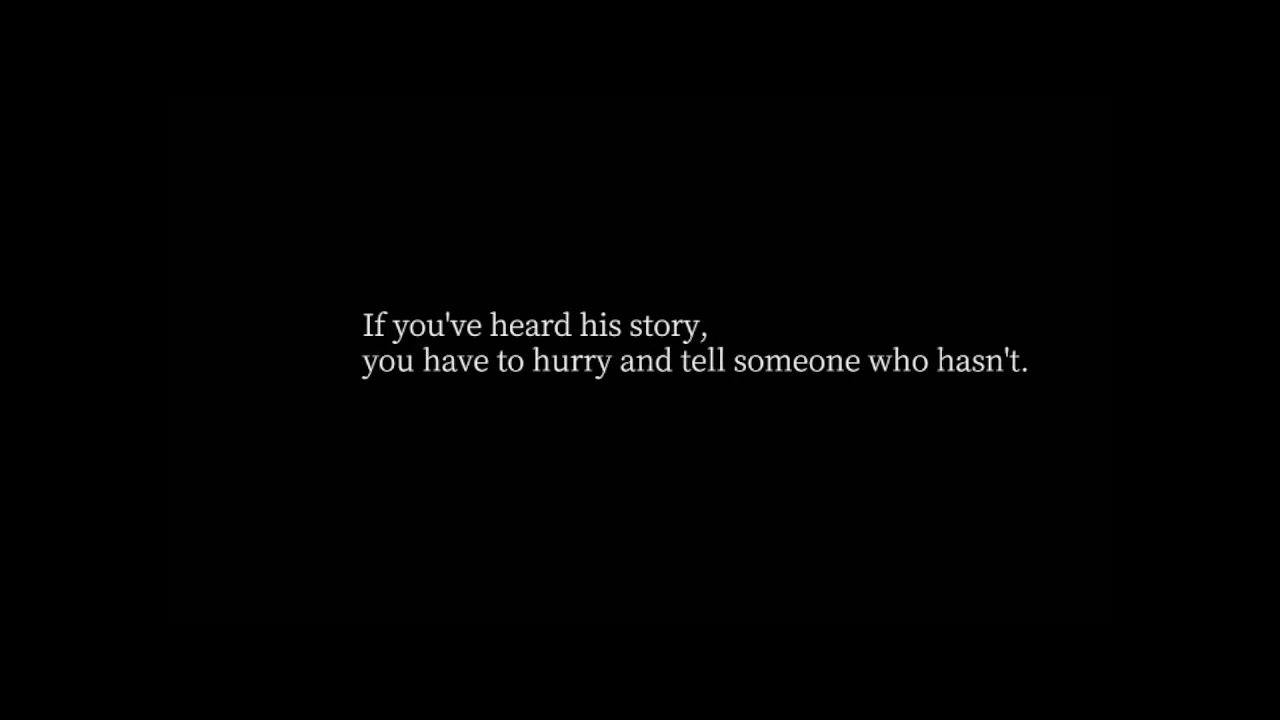 If you've heard his story,
you have to hurry and tell someone who hasn't.